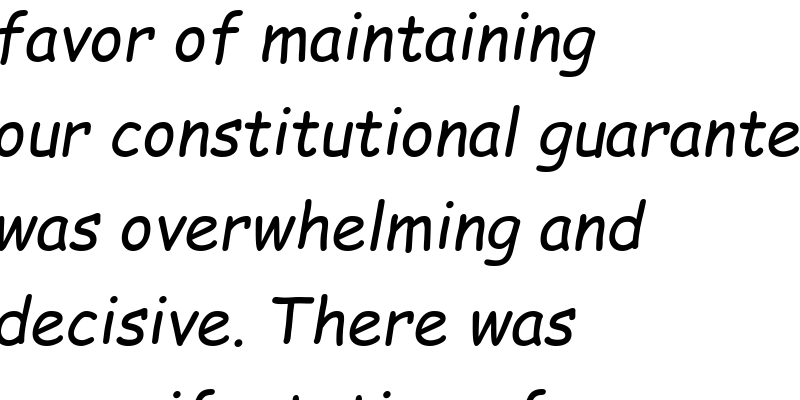 favor of maintaining
our constitutional guarante
was overwhelming and
decisive. There was